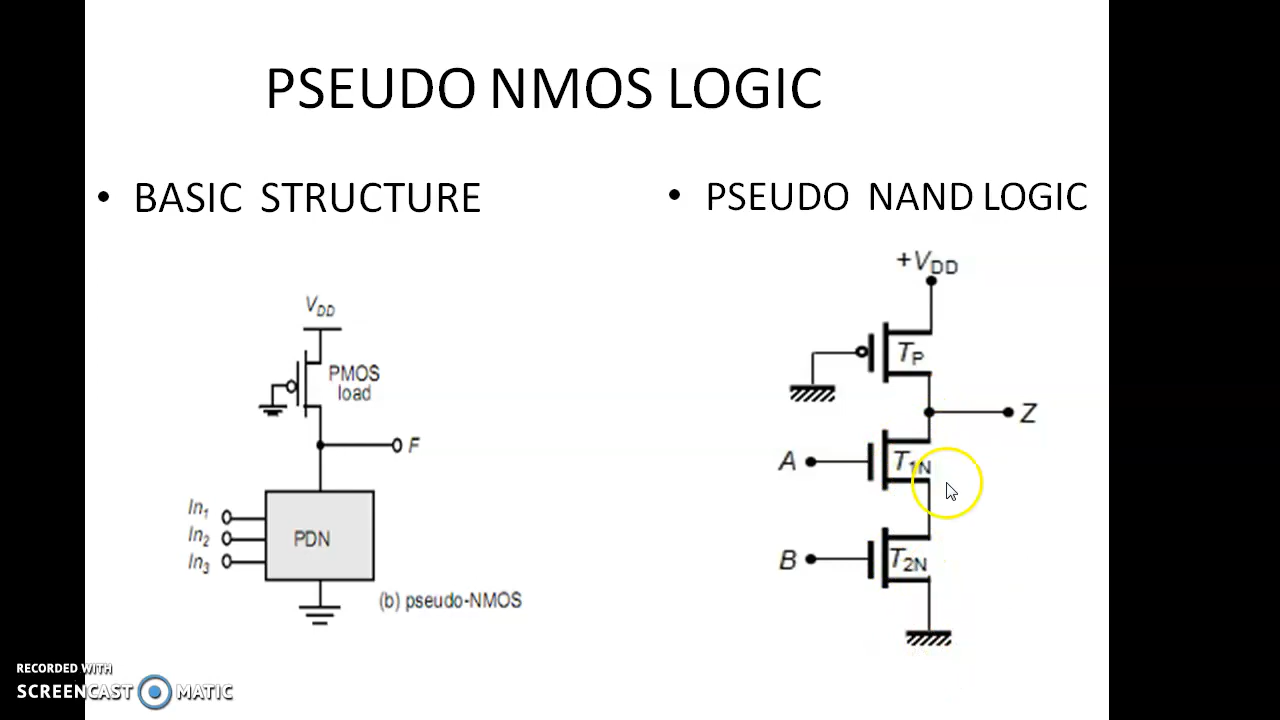 PSEUDO NMOS LOGIC
• BASIC STRUCTURE
• PSEUDO NAND LOGIC
VDD
PMOS
load
F
In1
In2
In3
PDN
(b) pseudo-NMOS
+VDD
TP
Z
A
T1N
B
T2N
RECORDED WITH
SCREENCAST MATIC